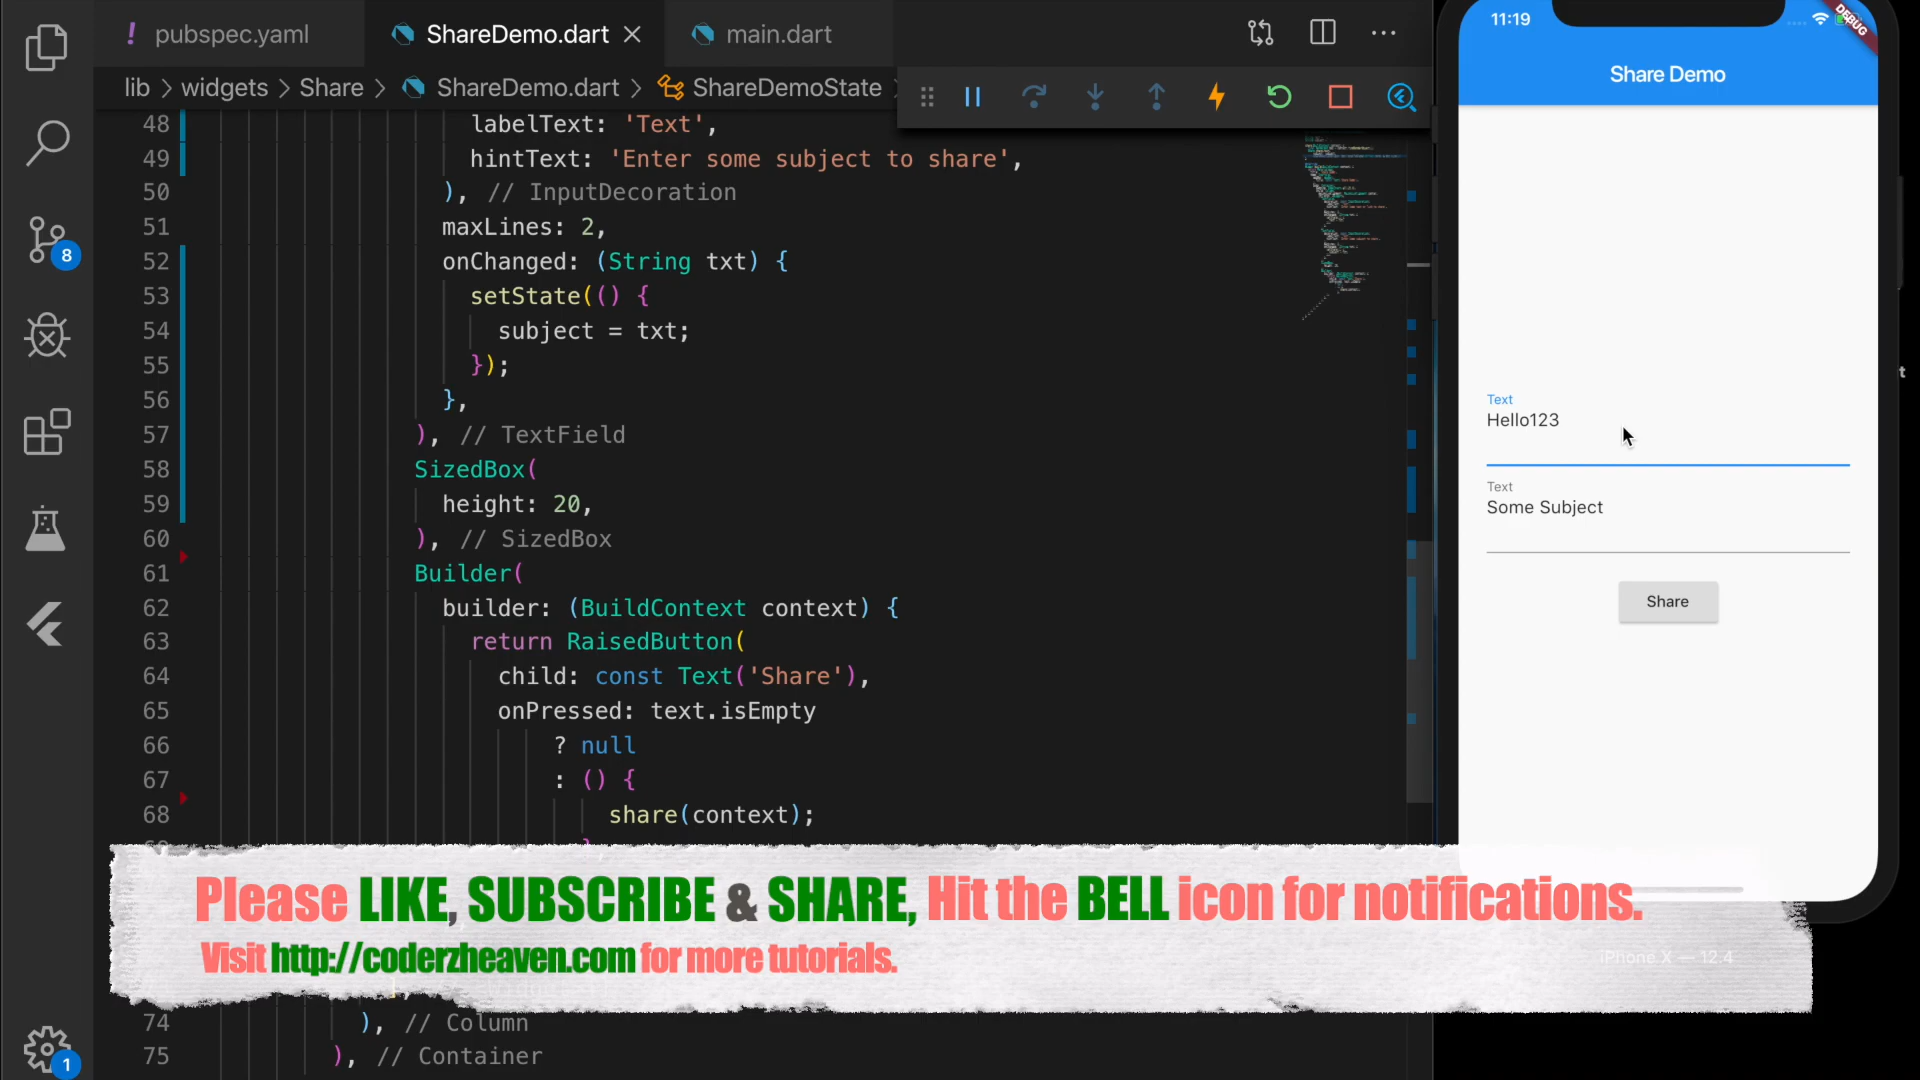 pubspec.yaml
ShareDemo.dart
main.dart
lib > widgets > Share > ShareDemo.dart > ShareDemoState
48 labelText: 'Text',
49 hintText: 'Enter some subject to share',
50 ), // InputDecoration
51 maxLines: 2,
52 onChanged: (String txt) {
53 setState(() {
54 subject = txt;
55 });
56 },
57 ), // TextField
58 SizedBox(
59 height: 20,
60 ), // SizedBox
61 Builder(
62 builder: (BuildContext context) {
63 return RaisedButton(
64 child: const Text('Share'),
65 onPressed: text.isEmpty
66 ? null
67 : () {
68 share(context);
74 ), // Column
75 ), // Container
8
1
11:19
DEBUG
Share Demo
Text
Hello123
Text
Some Subject
Share
t
Please LIKE, SUBSCRIBE & SHARE, Hit the BELL icon for notifications.
Visit http://coderzheaven.com for more tutorials.
iPhone X — 12.4